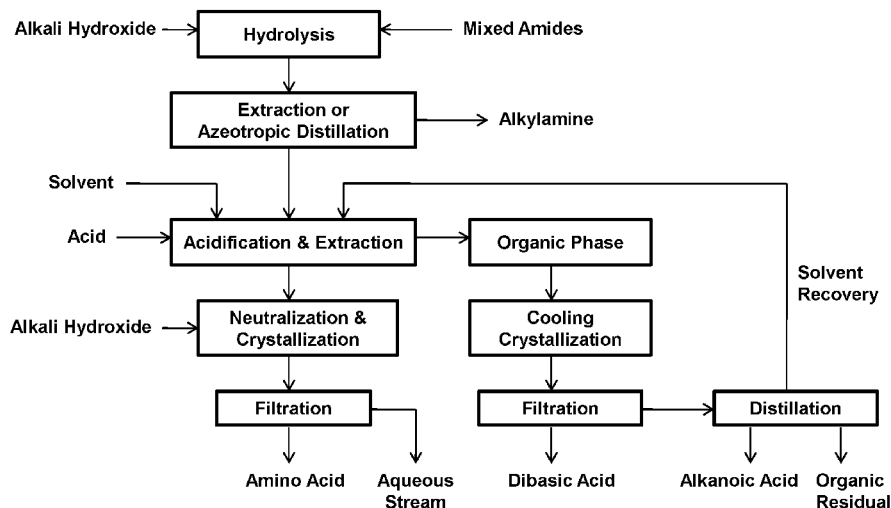 Alkali Hydroxide
Hydrolysis
Mixed Amides
Extraction or
Azeotropic Distillation
Alkylamine
Solvent
Acid
Acidification & Extraction
Organic Phase
Solvent
Recovery
Alkali Hydroxide
Neutralization &
Crystallization
Cooling
Crystallization
Filtration
Filtration
Distillation
Amino Acid
Aqueous
Stream
Dibasic Acid
Alkanoic Acid
Organic
Residual